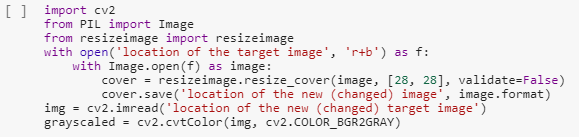 [ ] import cv2
from PIL import Image
from resizeimage import resizeimage
with open('location of the target image', 'r+b') as f:
    with Image.open(f) as image:
        cover = resizeimage.resize_cover(image, [28, 28], validate=False)
        cover.save('location of the new (changed) image', image.format)
img = cv2.imread('location of the new (changed) target image')
grayscaled = cv2.cvtColor(img, cv2.COLOR_BGR2GRAY)